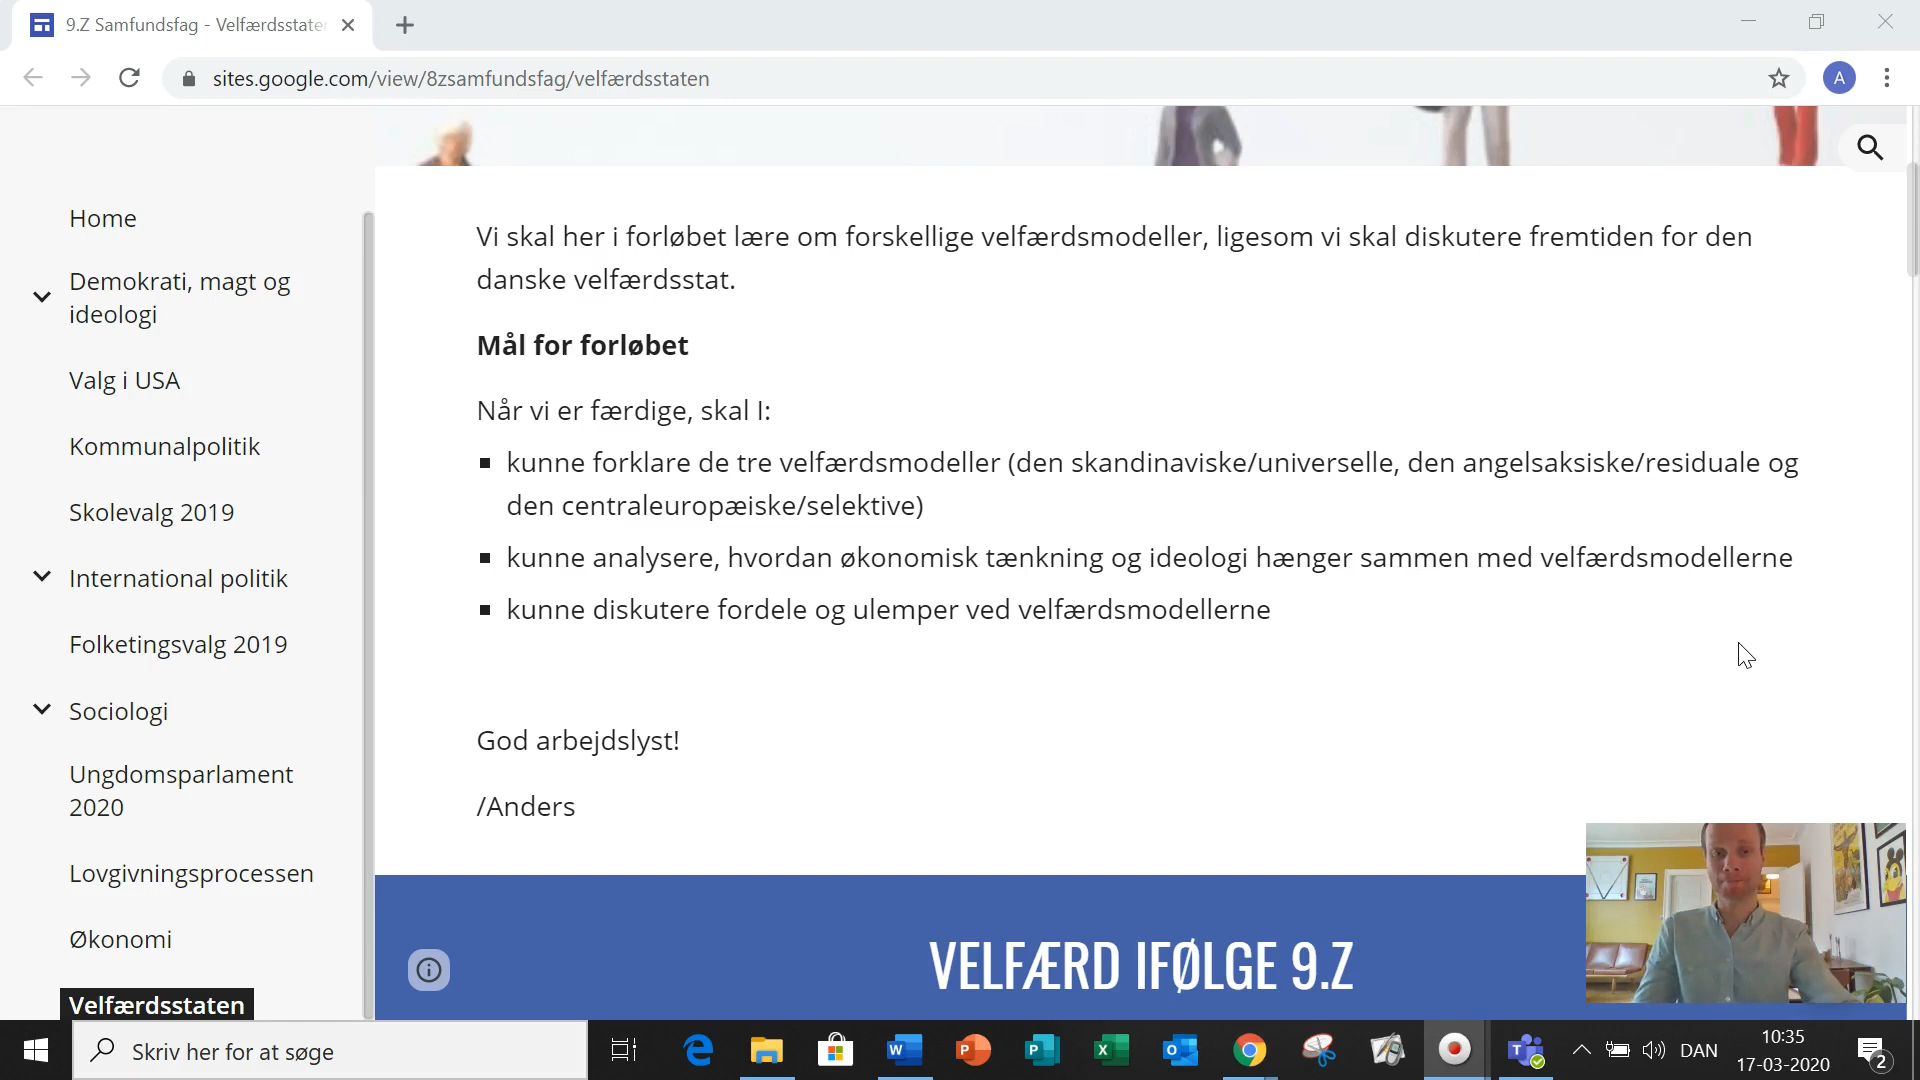 9.Z Samfundsfag - Velfærdsstaten
sites.google.com/view/8zsamfundsfag/velfærdsstaten
A
Home
Demokrati, magt og
ideologi
Valg i USA
Kommunalpolitik
Skolevalg 2019
International politik
Folketingsvalg 2019
Sociologi
Ungdomsparlament
2020
Lovgivningsprocessen
Økonomi
Velfærdsstaten
Vi skal her i forløbet lære om forskellige velfærdsmodeller, ligesom vi skal diskutere fremtiden for den
danske velfærdsstat.
Mål for forløbet
Når vi er færdige, skal I:
kunne forklare de tre velfærdsmodeller (den skandinaviske/universelle, den angelsaksiske/residuale og
den centraleuropæiske/selektive)
kunne analysere, hvordan økonomisk tænkning og ideologi hænger sammen med velfærdsmodellerne
kunne diskutere fordele og ulemper ved velfærdsmodellerne
God arbejdslyst!
/Anders
VELFÆRD IFØLGE 9.Z
Skriv her for at søge
DAN
10:35
17-03-2020
2